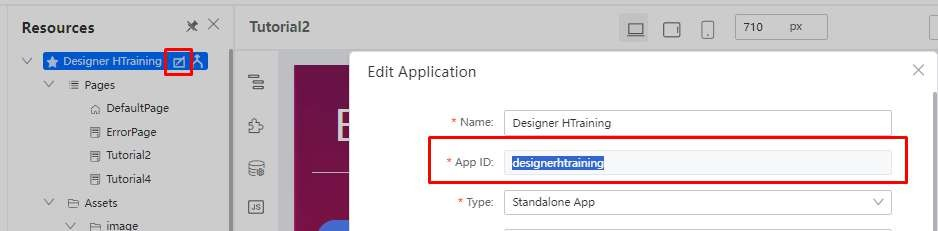 Resources
Designer HTraining
Pages
DefaultPage
ErrorPage
Tutorial2
Tutorial4
Assets
image
Tutorial2
710 px
JS
Edit Application
* Name: Designer HTraining
* App ID: designerhtraining
* Type: Standalone App